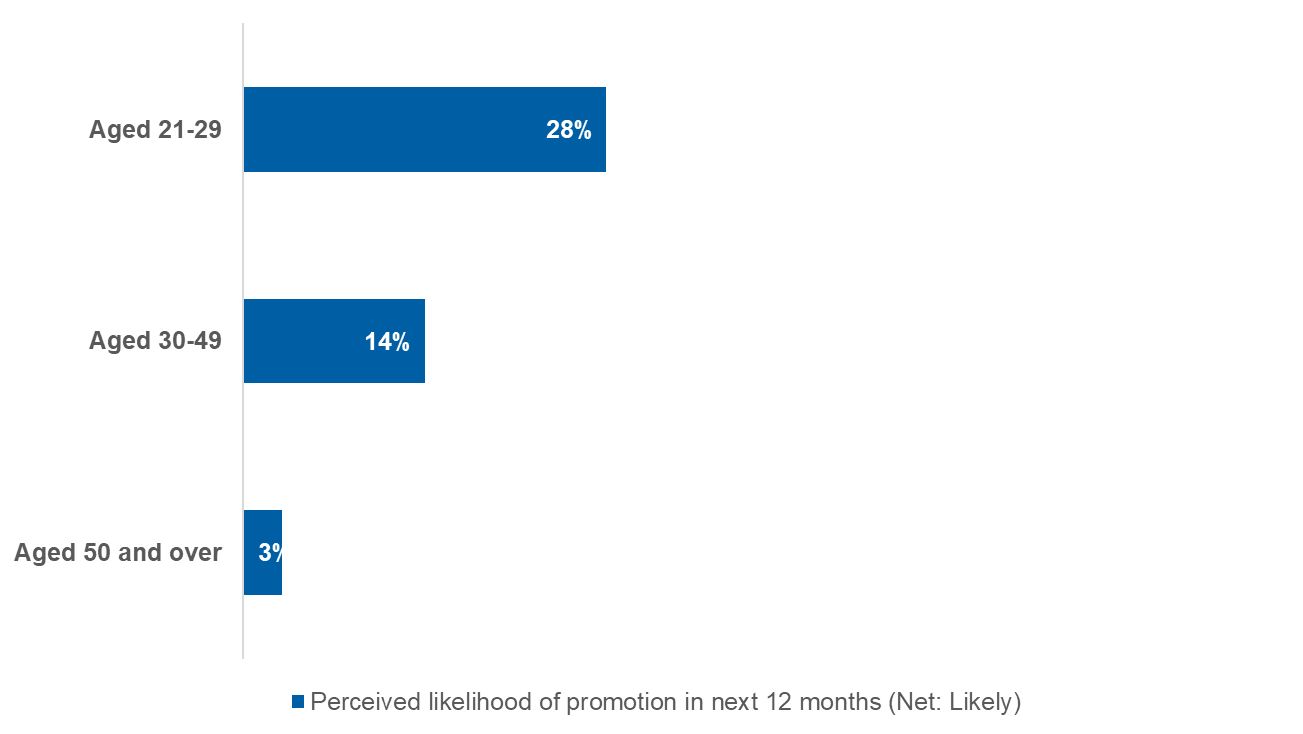 Aged 21-29
28%
Aged 30-49
14%
Aged 50 and over
3%
Perceived likelihood of promotion in next 12 months (Net: Likely)